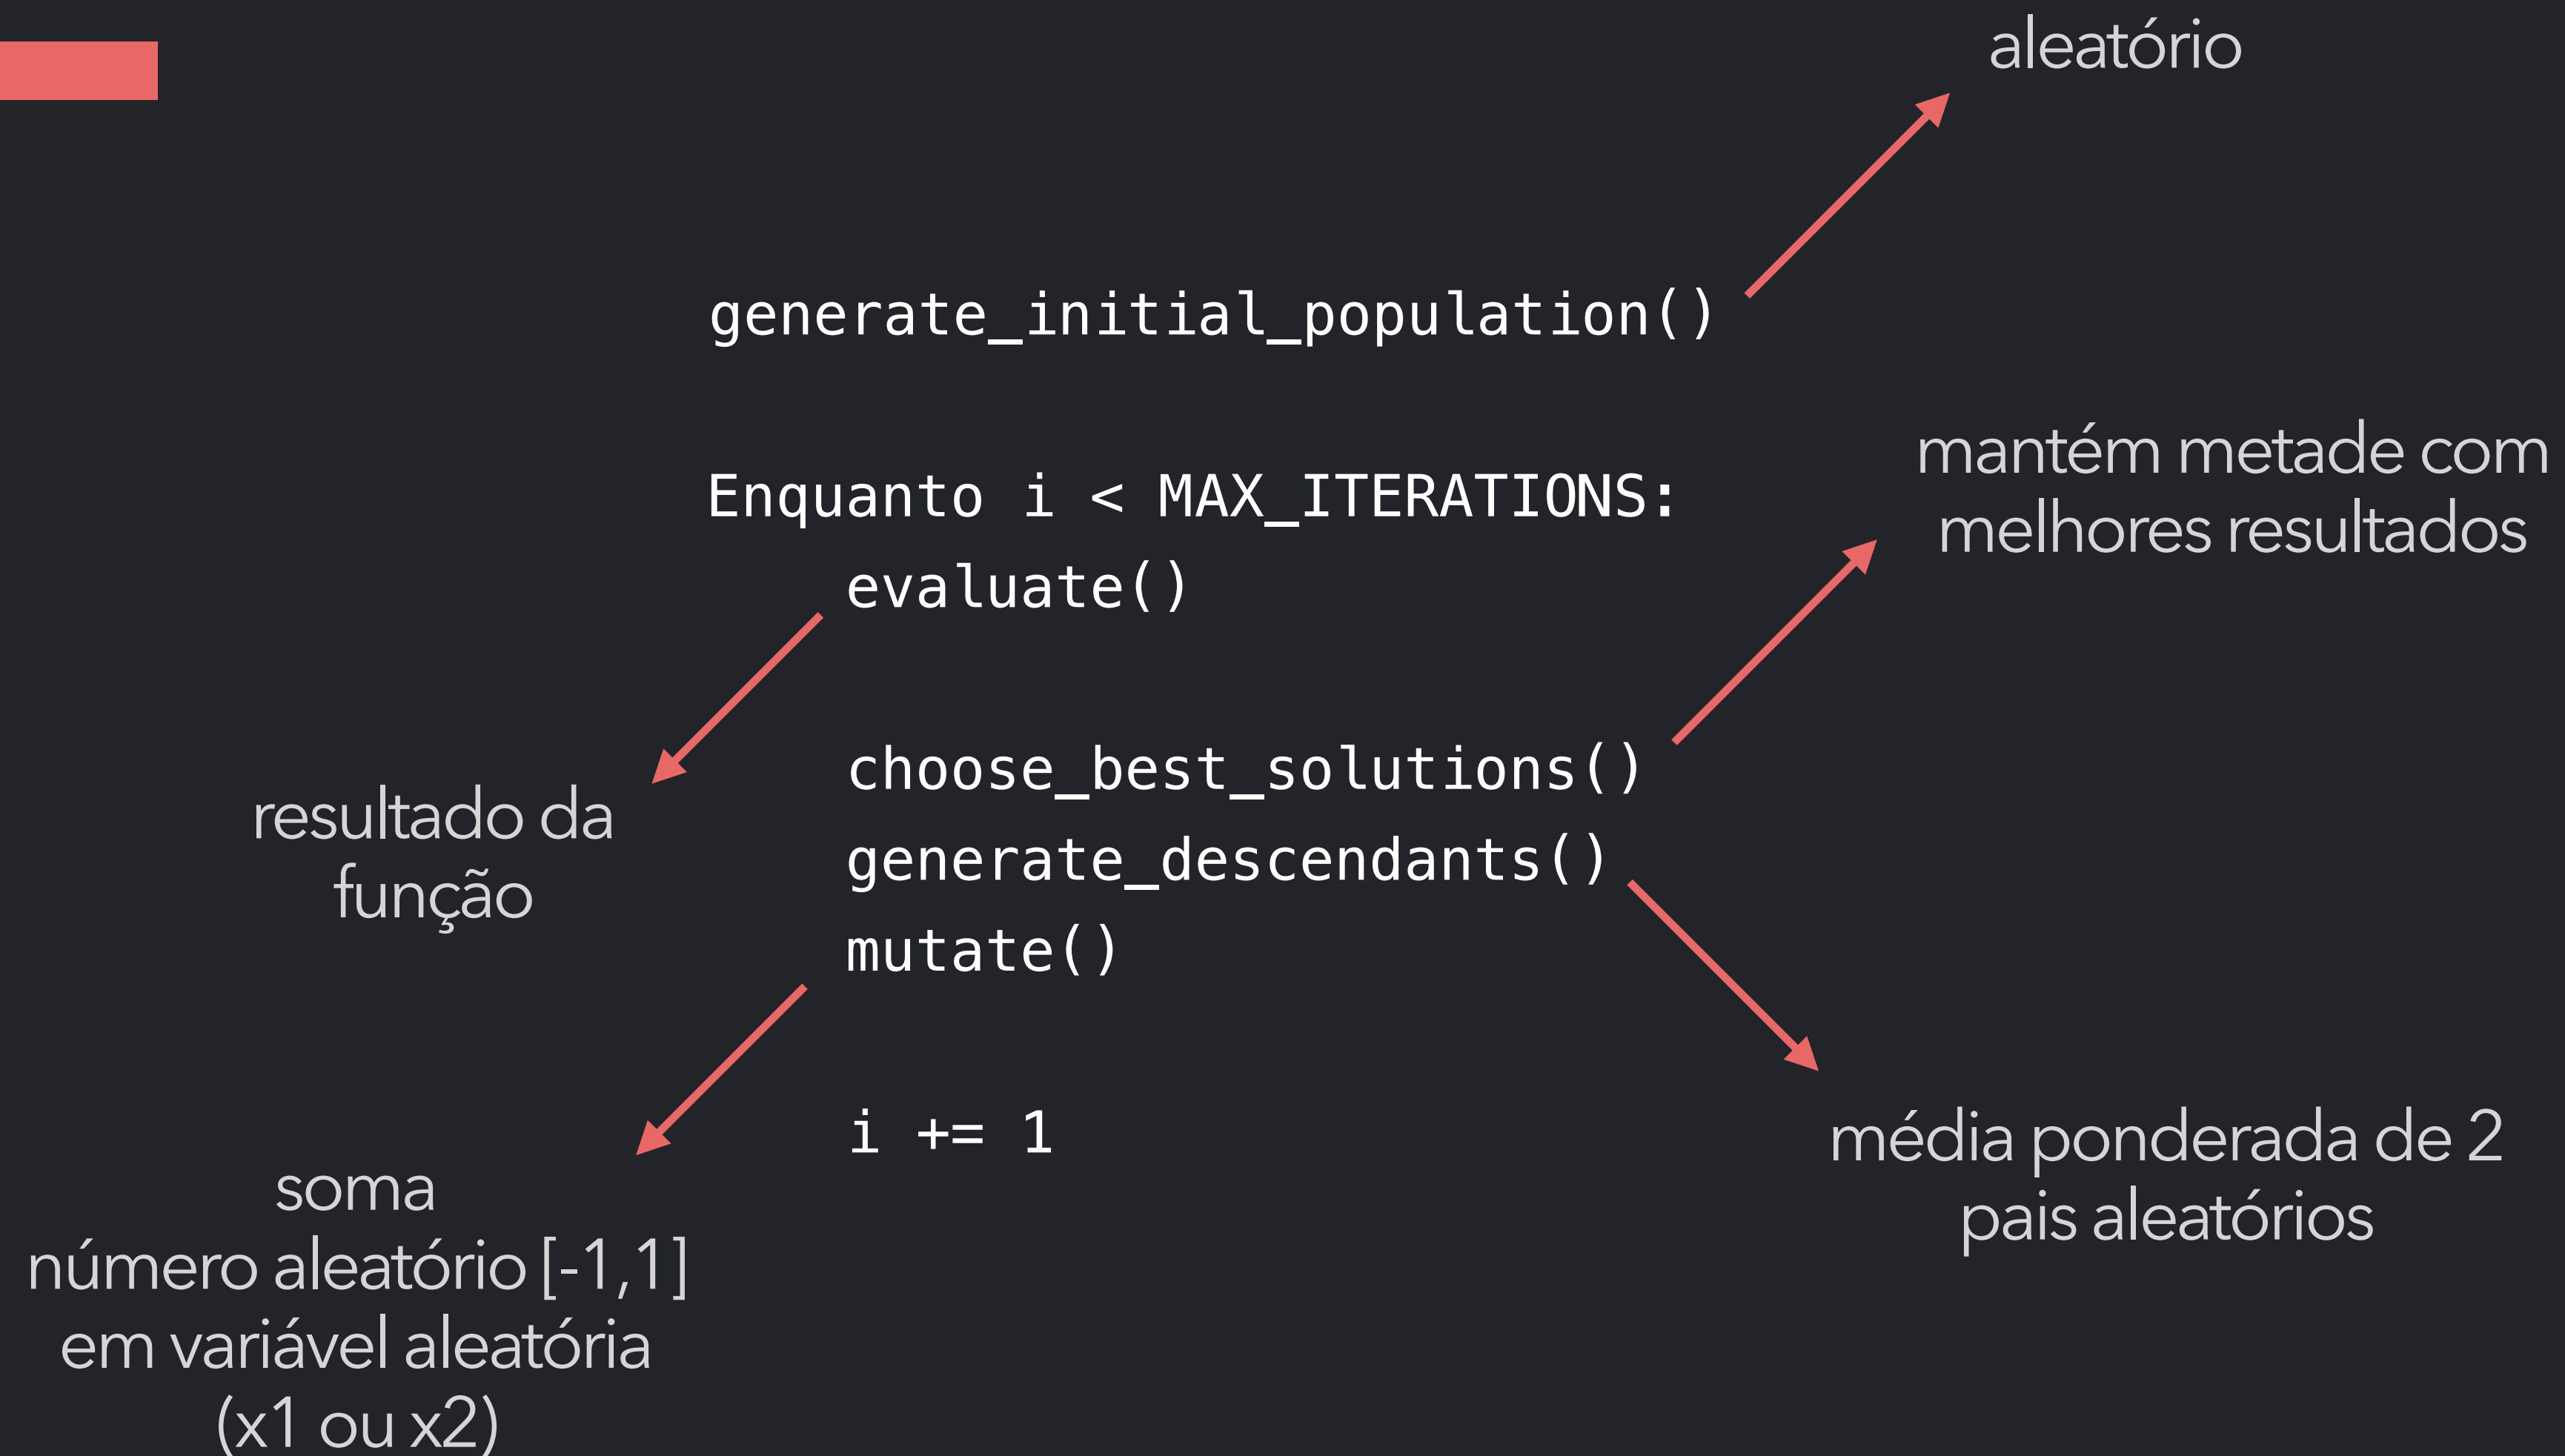 aleatório
generate_initial_population()
Enquanto i < MAX_ITERATIONS:
mantém metade com
melhores resultados
evaluate()
choose_best_solutions()
resultado da
função
generate_descendants()
mutate()
i += 1
média ponderada de 2
pais aleatórios
soma
número aleatório [-1,1]
em variável aleatória
(x1 ou x2)